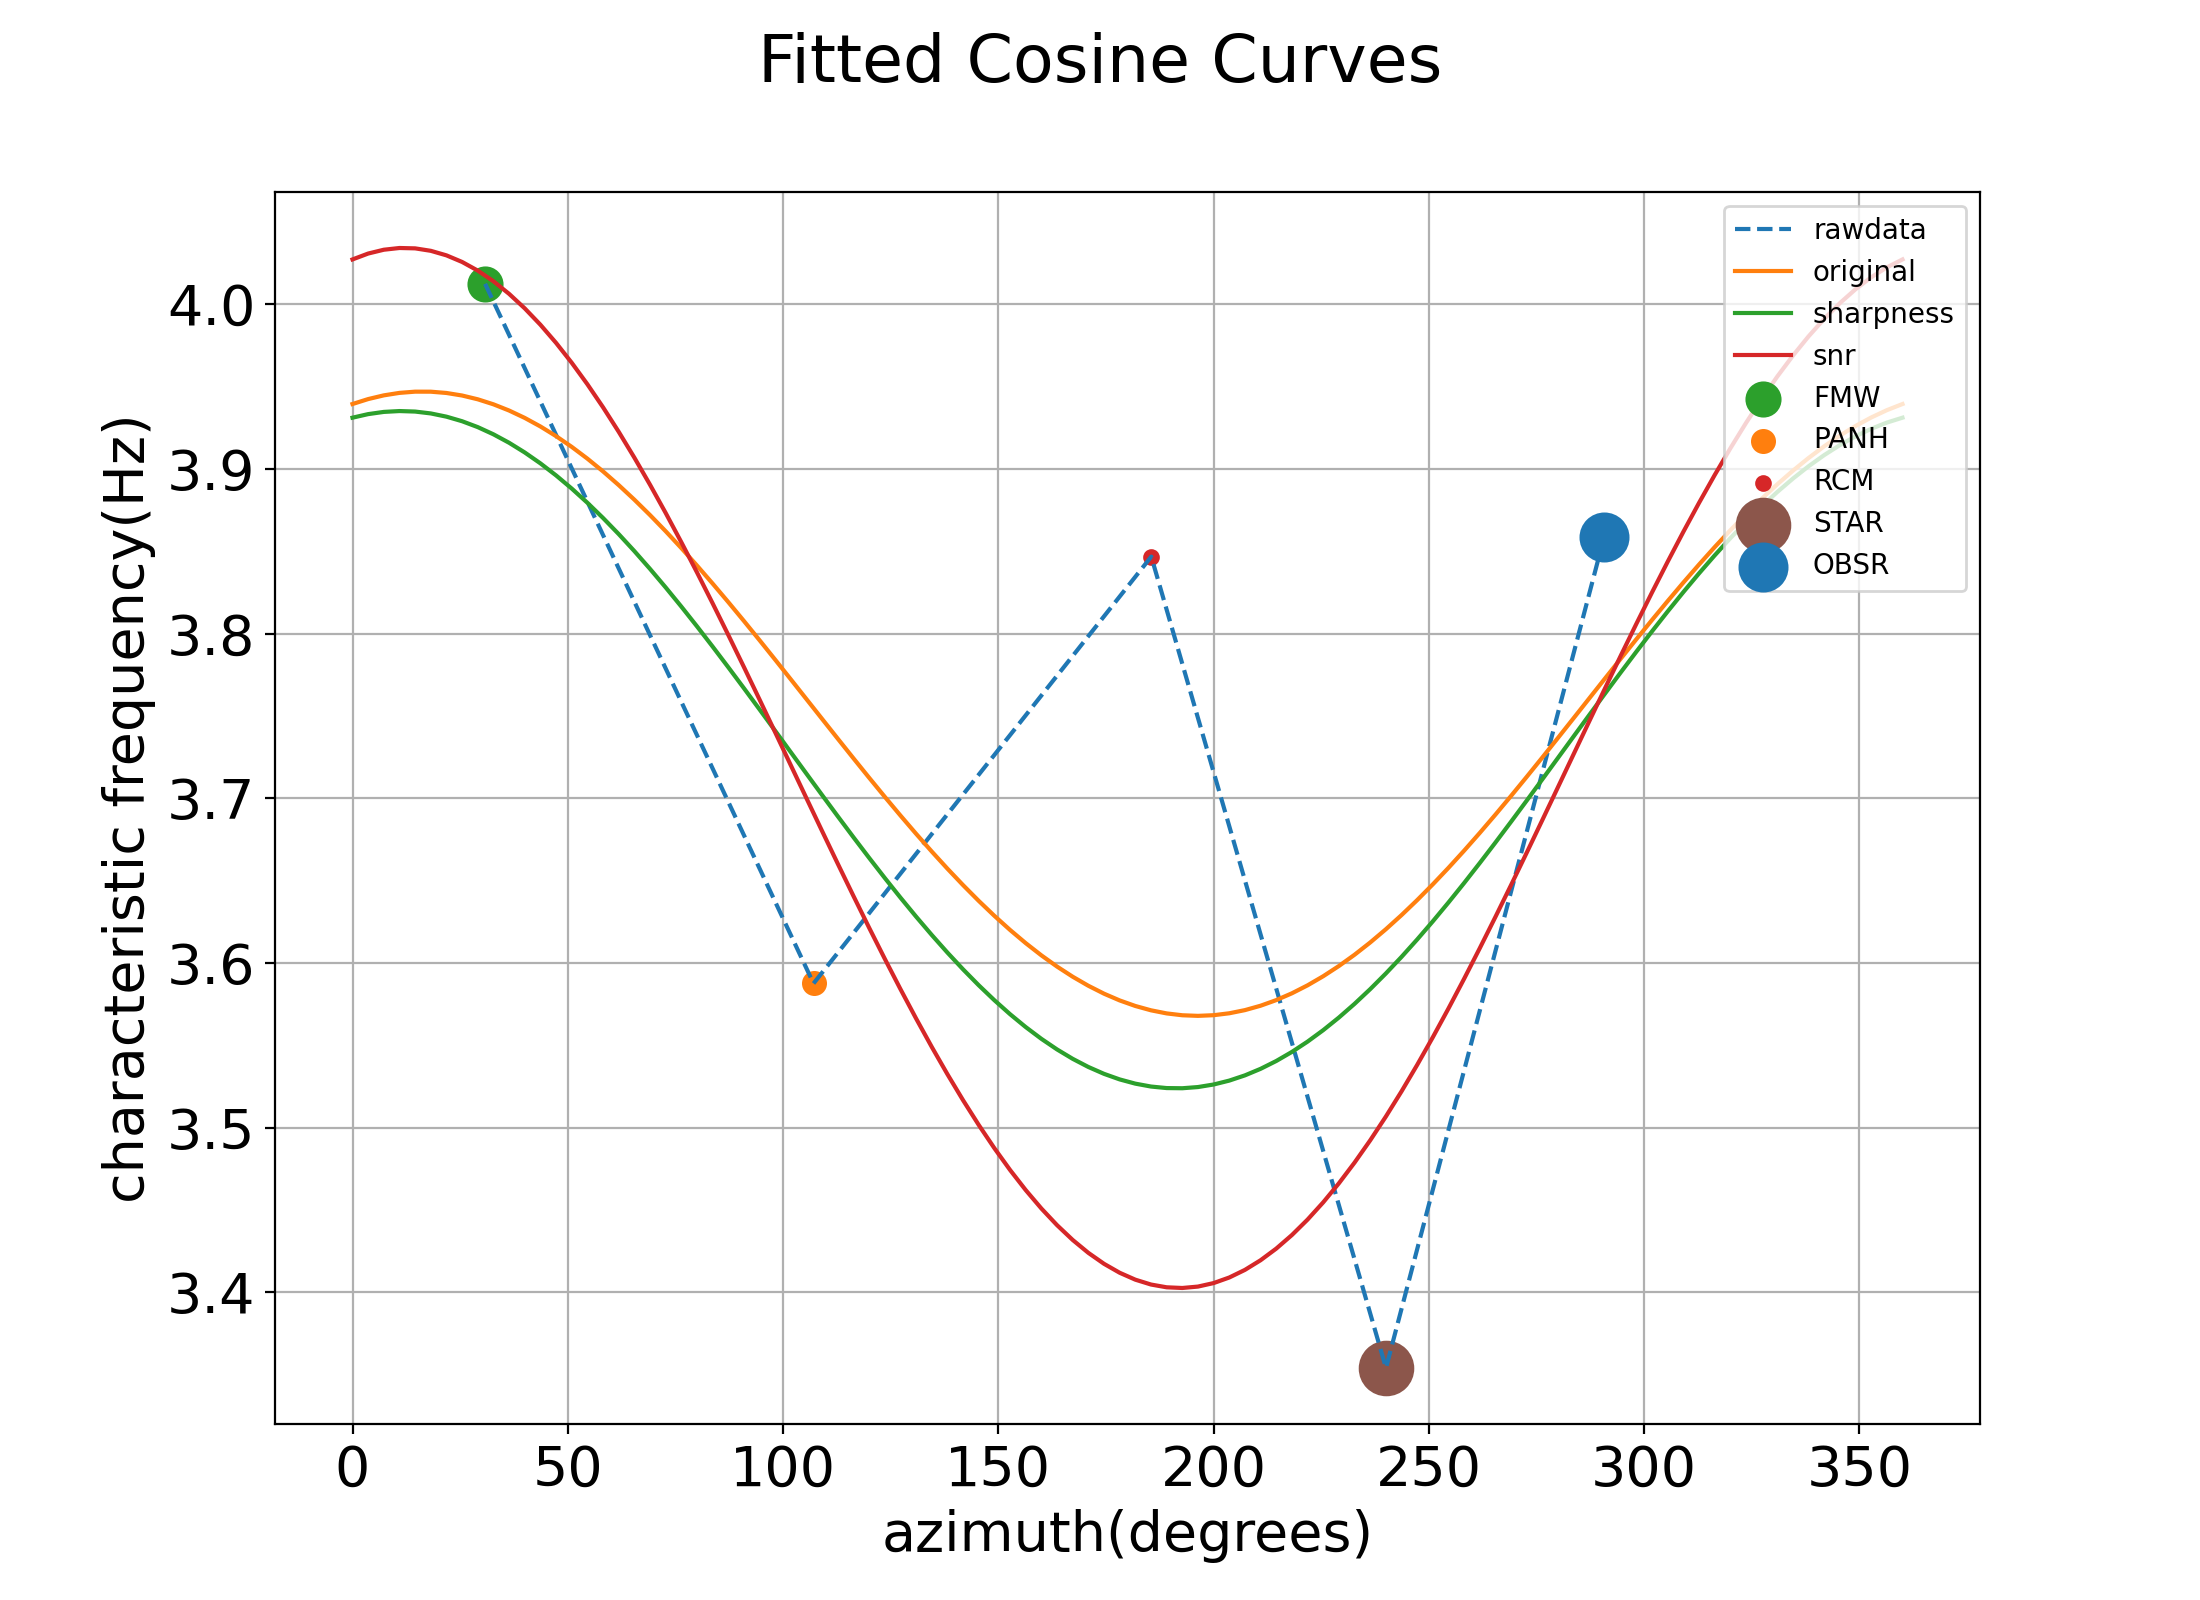 Fitted Cosine Curves
rawdata
original
sharpness
snr
FMW
PANH
RCM
STAR
OBSR
characteristic frequency(Hz)
4.0
3.9
3.8
3.7
3.6
3.5
3.4
0 50 100 150 200 250 300 350
azimuth(degrees)